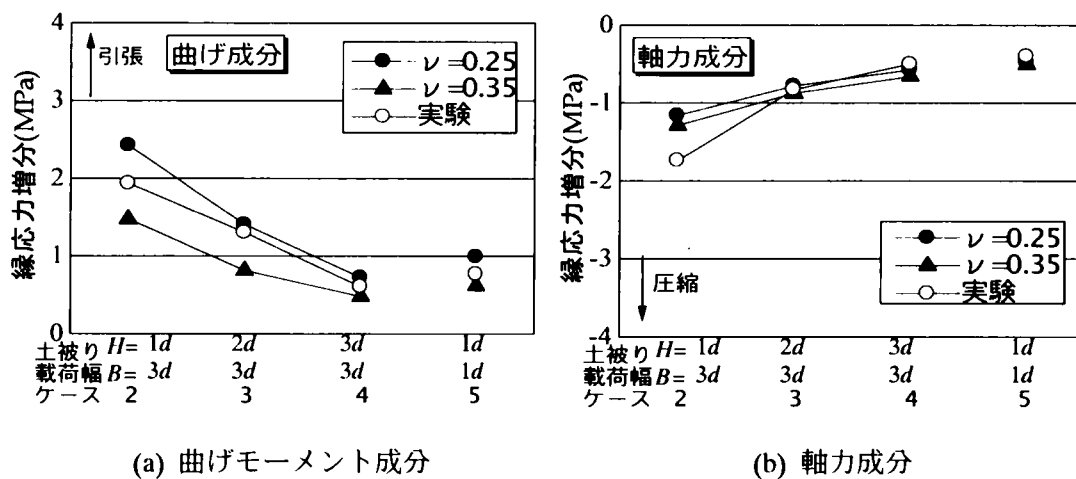 縁応力増分(MPa)
4
3
2
1
0
引張
曲げ成分
ν=0.25
ν=0.35
実験
土被り H= 1d 2d 3d 1d
載荷幅 B= 3d 3d 3d 1d
ケース 2 3 4 5
(a) 曲げモーメント成分
縁応力増分(MPa)
-0
-1
-2
-3
-4
軸力成分
ν=0.25
ν=0.35
実験
圧縮
土被り H= 1d 2d 3d 1d
載荷幅 B= 3d 3d 3d 1d
ケース 2 3 4 5
(b) 軸力成分